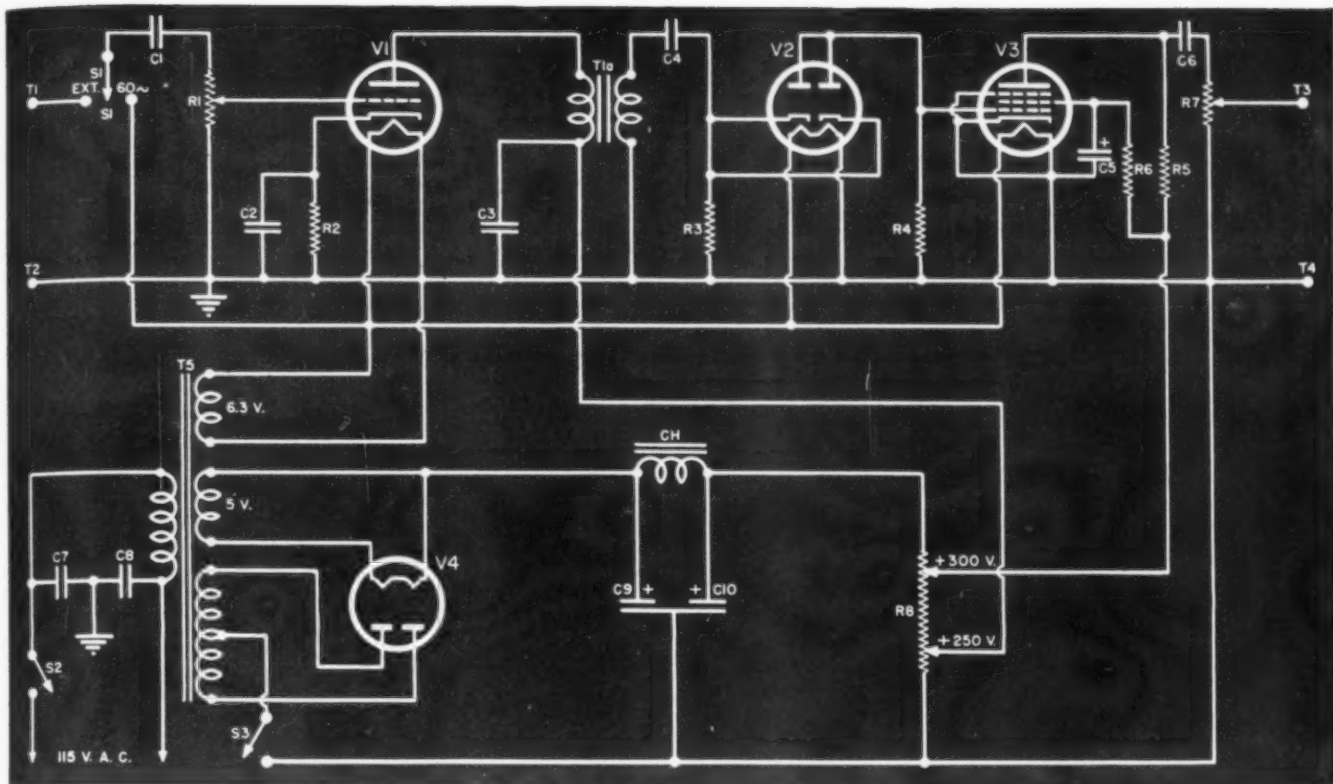 C1
V1
T1a
C4
V2
V3
C6
S1
T1
EXT.
60~
S1
R1
R7
T3
C5
R6
R5
C2
R2
C3
R3
R4
T2
T4
T5
6.3 V.
CH
5 V.
C7
C8
V4
+300 V.
C9
+
+
C10
R8
+250 V.
S2
S3
115 V. A. C.
+